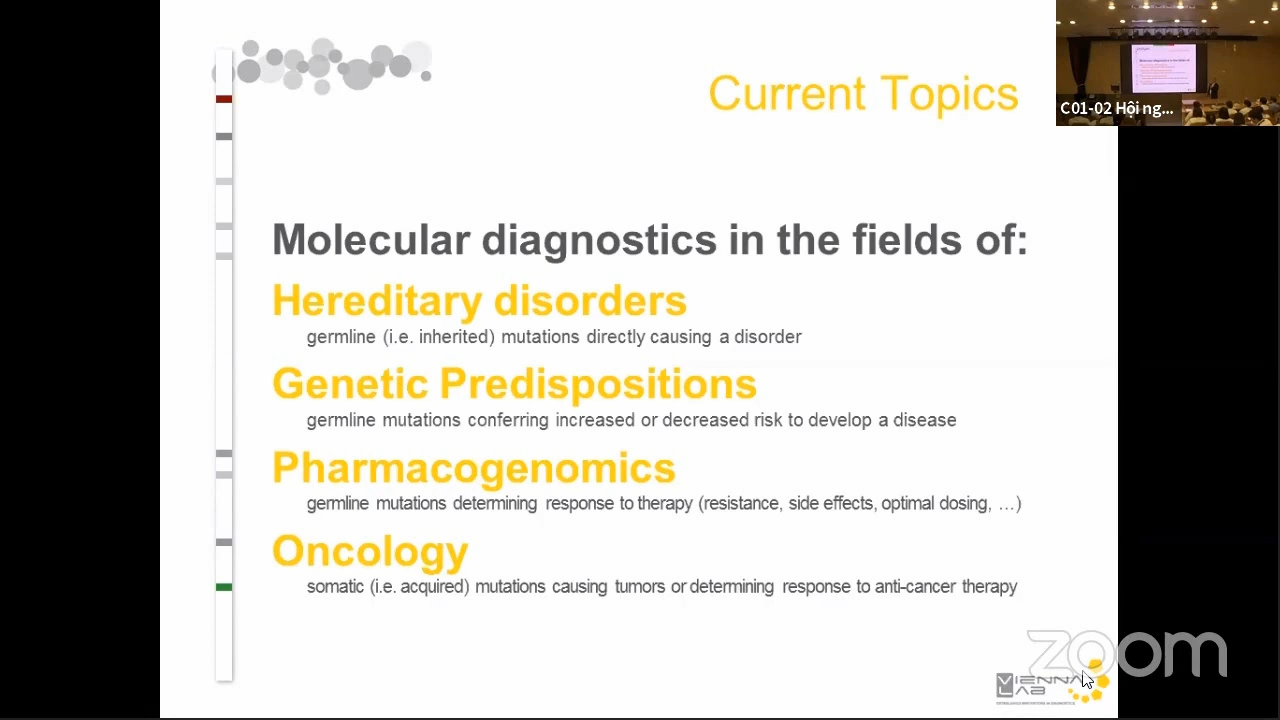 Current Topics
C01-02 Hội ng...
Molecular diagnostics in the fields of:
Hereditary disorders
germline (i.e. inherited) mutations directly causing a disorder
Genetic Predispositions
germline mutations conferring increased or decreased risk to develop a disease
Pharmacogenomics
germline mutations determining response to therapy (resistance, side effects, optimal dosing, …)
Oncology
somatic (i.e. acquired) mutations causing tumors or determining response to anti-cancer therapy
zoom
VIENNA
LAB